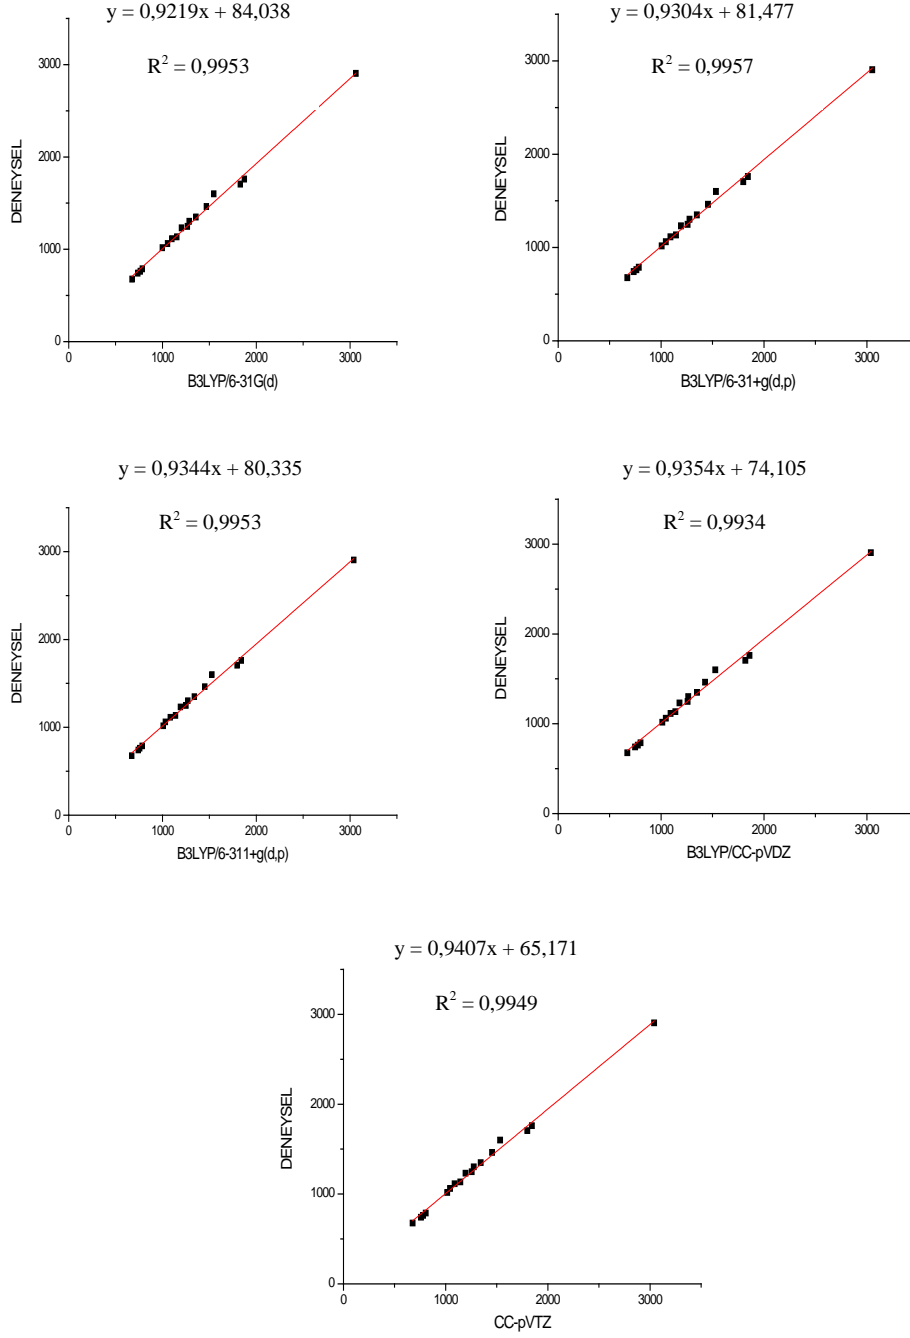 y = 0,9219x + 84,038
R² = 0,9953
3000
2000
1000
0
DENEYSEL
0 1000 2000 3000
B3LYP/6-31G(d)
y = 0,9304x + 81,477
R² = 0,9957
3000
2000
1000
0
DENEYSEL
0 1000 2000 3000
B3LYP/6-31+g(d,p)
y = 0,9344x + 80,335
R² = 0,9953
3000
2000
1000
0
DENEYSEL
0 1000 2000 3000
B3LYP/6-311+g(d,p)
y = 0,9354x + 74,105
R² = 0,9934
3000
2000
1000
0
DENEYSEL
0 1000 2000 3000
B3LYP/CC-pVDZ
y = 0,9407x + 65,171
R² = 0,9949
3000
2000
1000
0
DENEYSEL
0 1000 2000 3000
CC-pVTZ